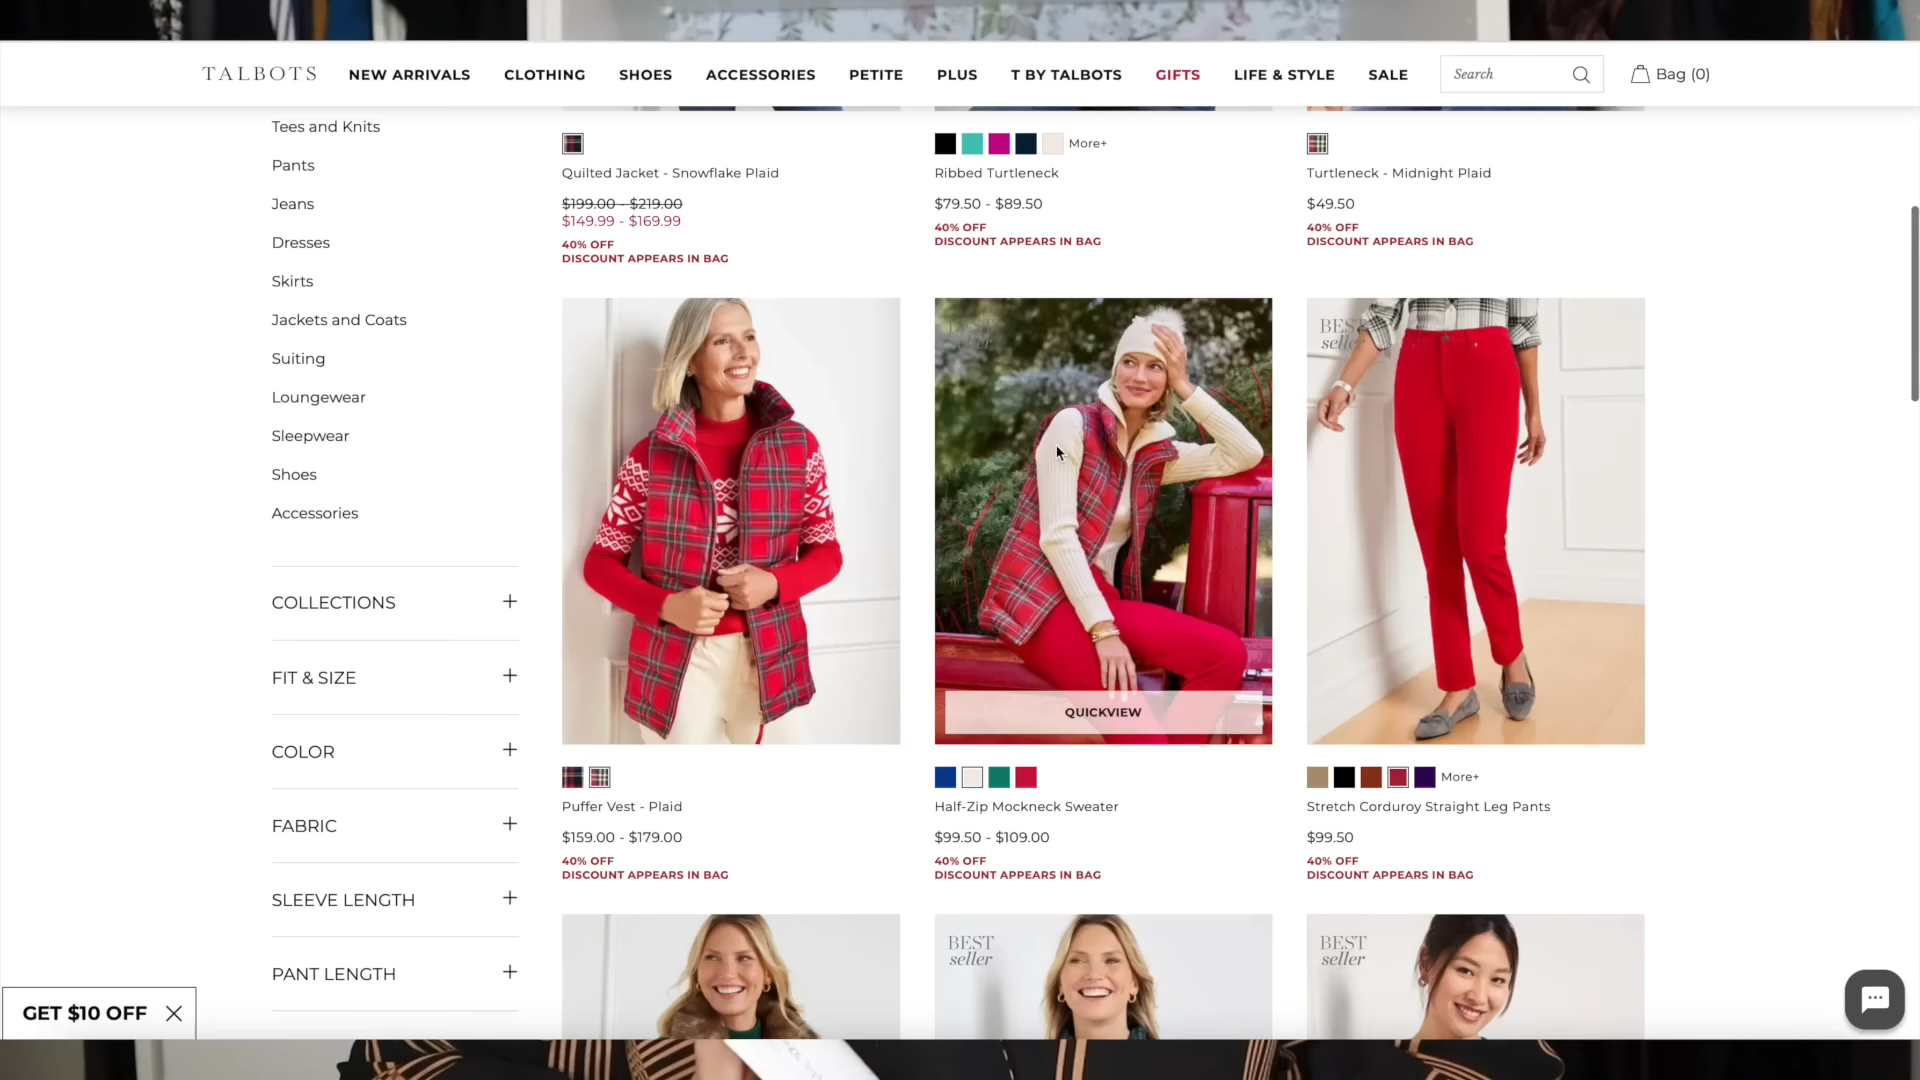 TALBOTS NEW ARRIVALS CLOTHING SHOES ACCESSORIES PETITE PLUS T BY TALBOTS GIFTS LIFE & STYLE SALE Search Bag (0)
Tees and Knits
Pants
Jeans
Dresses
Skirts
Jackets and Coats
Suiting
Loungewear
Sleepwear
Shoes
Accessories
COLLECTIONS +
FIT & SIZE +
COLOR +
FABRIC +
SLEEVE LENGTH +
PANT LENGTH +
GET $10 OFF
Quilted Jacket - Snowflake Plaid
$199.00 - $219.00
$149.99 - $169.99
40% OFF
DISCOUNT APPEARS IN BAG
More+
Ribbed Turtleneck
$79.50 - $89.50
40% OFF
DISCOUNT APPEARS IN BAG
Turtleneck - Midnight Plaid
$49.50
40% OFF
DISCOUNT APPEARS IN BAG
Puffer Vest - Plaid
$159.00 - $179.00
40% OFF
DISCOUNT APPEARS IN BAG
BEST
seller
QUICKVIEW
Half-Zip Mockneck Sweater
$99.50 - $109.00
40% OFF
DISCOUNT APPEARS IN BAG
BEST
seller
More+
Stretch Corduroy Straight Leg Pants
$99.50
40% OFF
DISCOUNT APPEARS IN BAG
BEST
seller
BEST
seller